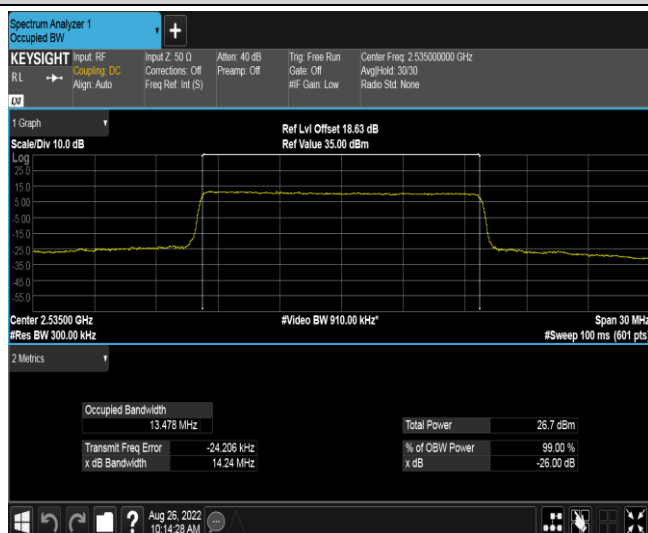 Spectrum Analyzer 1
Occupied BW
+
KEYSIGHT
RL
LXI
Input: RF
Coupling: DC
Align: Auto
Input Z: 50 Ω
Corrections: Off
Freq Ref: Int (S)
Atten: 40 dB
Preamp: Off
Trig: Free Run
Gate: Off
#IF Gain: Low
Center Freq: 2.535000000 GHz
Avg|Hold: 30/30
Radio Std: None
1 Graph
Scale/Div 10.0 dB
Ref Lvl Offset 18.63 dB
Ref Value 35.00 dBm
Log
25.0
15.0
5.00
-5.00
-15.0
-25.0
-35.0
-45.0
-55.0
Center 2.53500 GHz
#Res BW 300.00 kHz
#Video BW 910.00 kHz*
Span 30 MHz
#Sweep 100 ms (601 pts)
2 Metrics
Occupied Bandwidth
13.478 MHz
Total Power 26.7 dBm
Transmit Freq Error -24.206 kHz
% of OBW Power 99.00 %
x dB Bandwidth 14.24 MHz
x dB -26.00 dB
?
Aug 26, 2022
10:14:28 AM